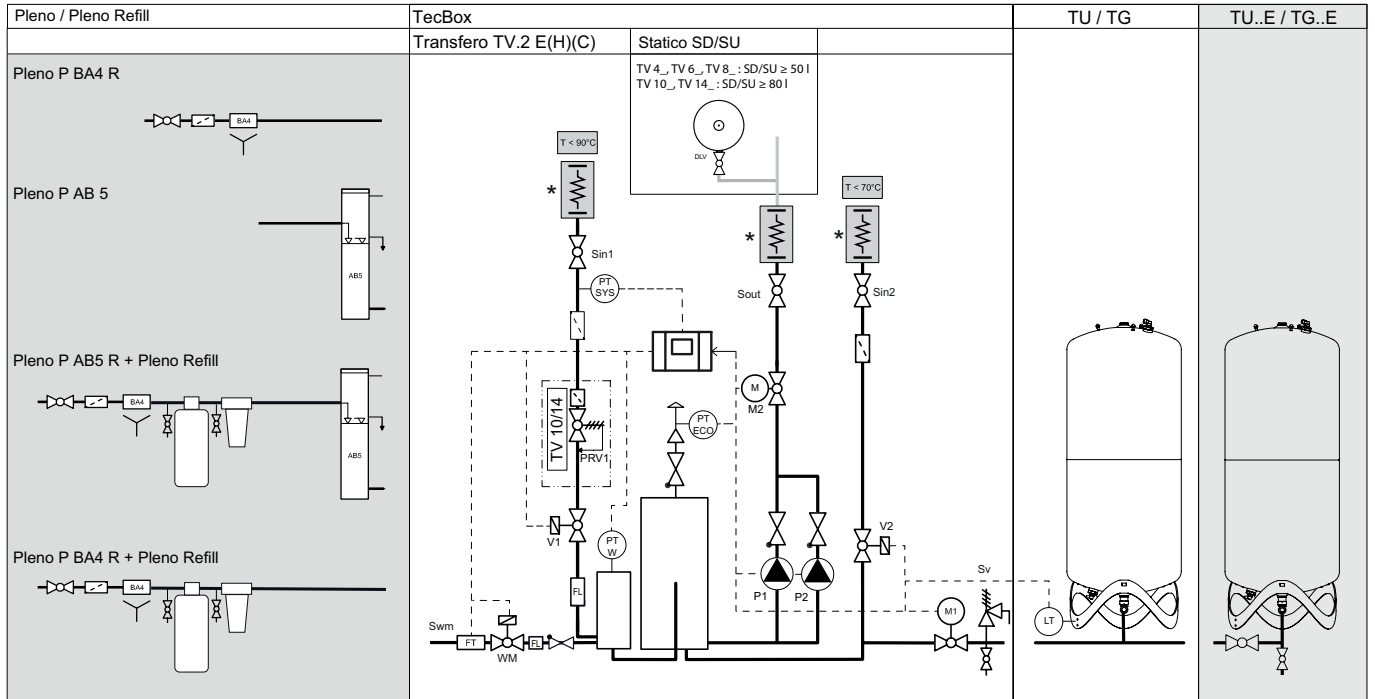 Pleno / Pleno Refill
TecBox
TU / TG
TU..E / TG..E
Transfero TV.2 E(H)(C)
Statico SD/SU
Pleno P BA4 R
BA4
Pleno P AB 5
AB5
Pleno P AB5 R + Pleno Refill
BA4
AB5
Pleno P BA4 R + Pleno Refill
BA4
TV 4_, TV 6_, TV 8_ : SD/SU ≥ 50 l
TV 10_, TV 14_ : SD/SU ≥ 80 l
DLV
T < 90°C
*
Sin1
PT
SYS
T < 70°C
*
*
Sout
Sin2
M
M2
TV 10/14
PRV1
PT
ECO
V1
PT
W
FL
P1
P2
V2
Sv
M1
LT
Swm
FT
WM
FL